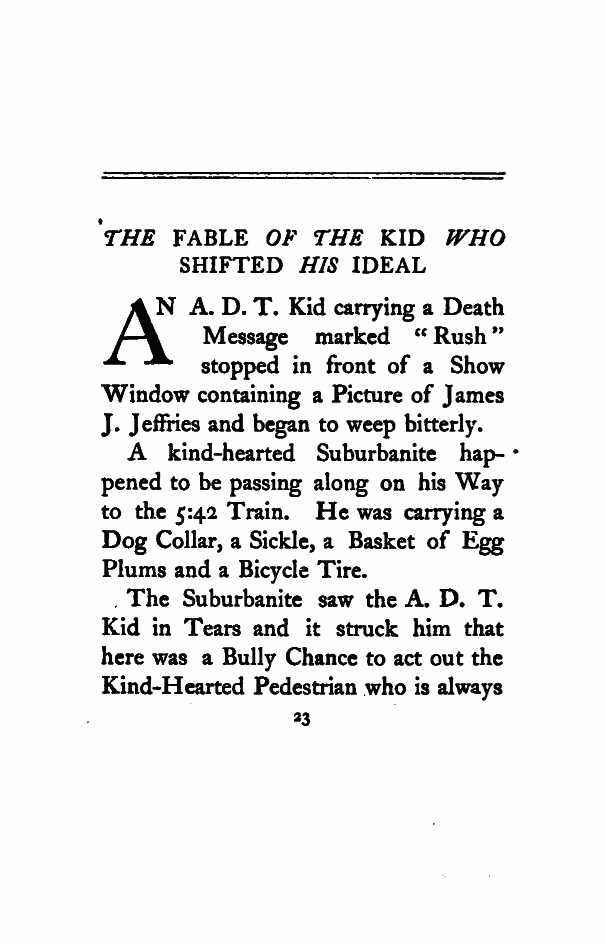 THE FABLE OF THE KID WHO
SHIFTED HIS IDEAL
AN A. D. T. Kid carrying a Death
Message marked “ Rush ”
stopped in front of a Show
Window containing a Picture of James
J. Jeffries and began to weep bitterly.
A kind-hearted Suburbanite hap-
pened to be passing along on his Way
to the 5:42 Train. He was carrying a
Dog Collar, a Sickle, a Basket of Egg
Plums and a Bicycle Tire.
The Suburbanite saw the A. D. T.
Kid in Tears and it struck him that
here was a Bully Chance to act out the
Kind-Hearted Pedestrian who is always
23